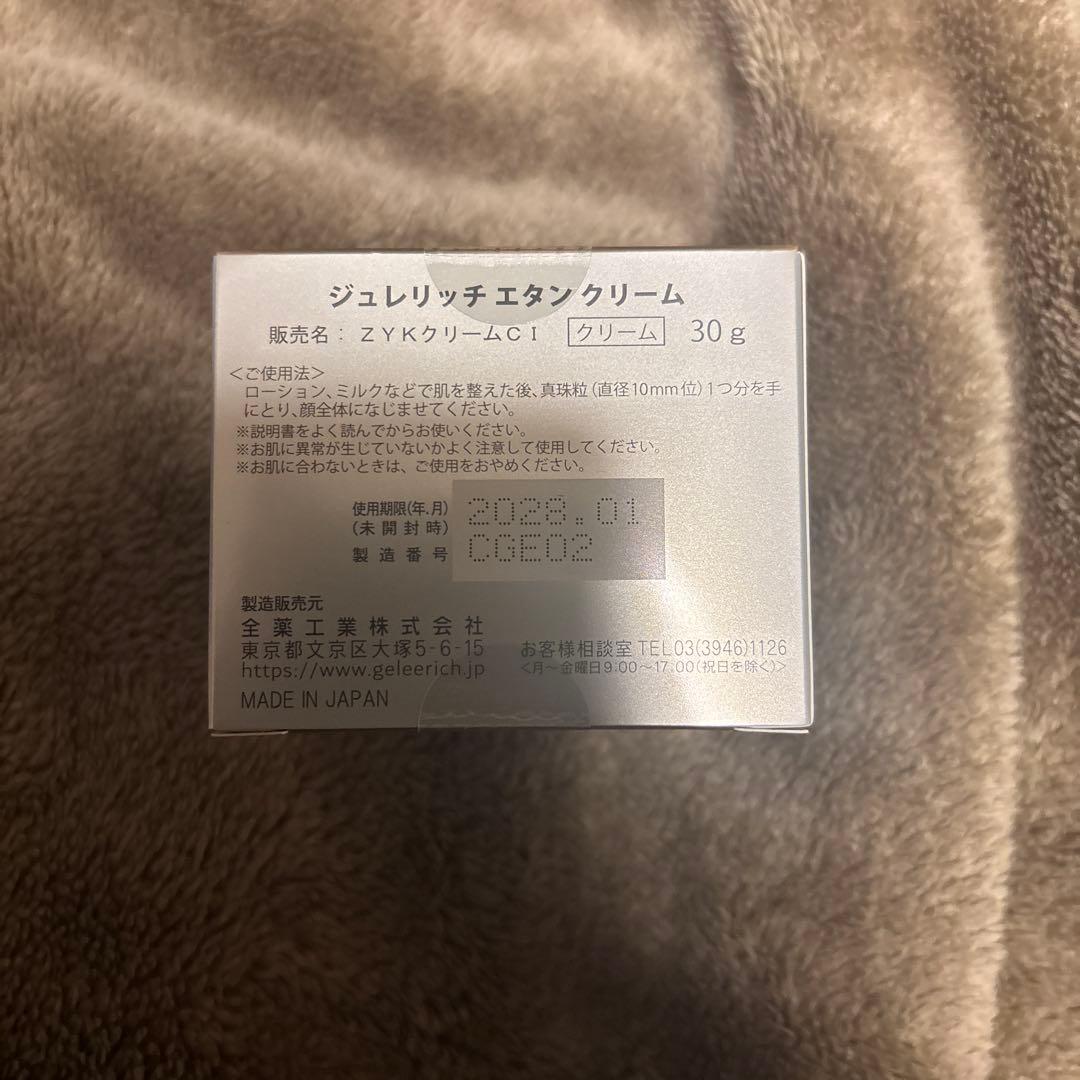 ジュレリッチ エタン クリーム
販売名： ＺＹＫクリームＣＩ クリーム 30ｇ
＜ご使用法＞
ローション、ミルクなどで肌を整えた後、真珠粒（直径10mm位）1つ分を手
にとり、顔全体になじませてください。
※説明書をよく読んでからお使いください。
※お肌に異常が生じていないかよく注意して使用してください。
※お肌に合わないときは、ご使用をおやめください。
使用期限(年.月) 2028.01
(未開封時)
製造番号 CGE02
製造販売元
全薬工業株式会社
東京都文京区大塚5-6-15 お客様相談室 TEL03(3946)1126
https://www.geleerich.jp ＜月〜金曜日9:00〜17:00(祝日を除く)＞
MADE IN JAPAN